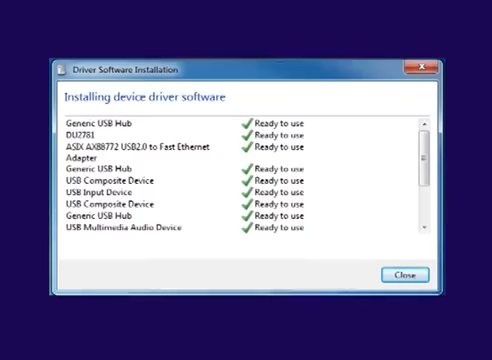 Driver Software Installation
Installing device driver software
Generic USB Hub Ready to use
DU2781 Ready to use
ASIX AX88772 USB2.0 to Fast Ethernet Ready to use
Adapter
Generic USB Hub Ready to use
USB Composite Device Ready to use
USB Input Device Ready to use
USB Composite Device Ready to use
Generic USB Hub Ready to use
USB Multimedia Audio Device Ready to use
Close